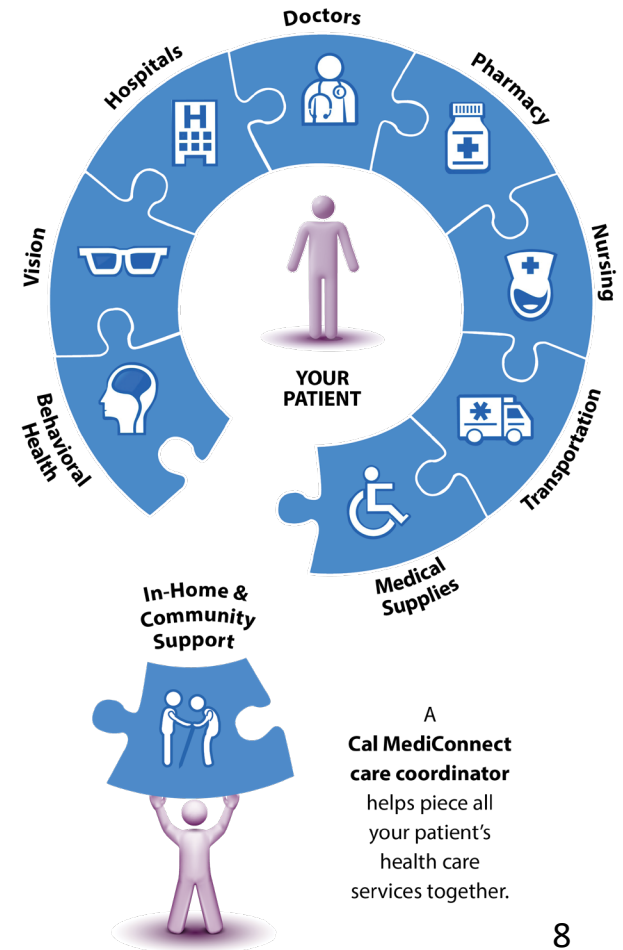 Doctors
Hospitals
Pharmacy
Vision
Nursing
H
YOUR
PATIENT
Behavioral
Health
Transportation
Medical
Supplies
In-Home &
Community
Support
A
Cal MediConnect
care coordinator
helps piece all
your patient's
health care
services together.
8